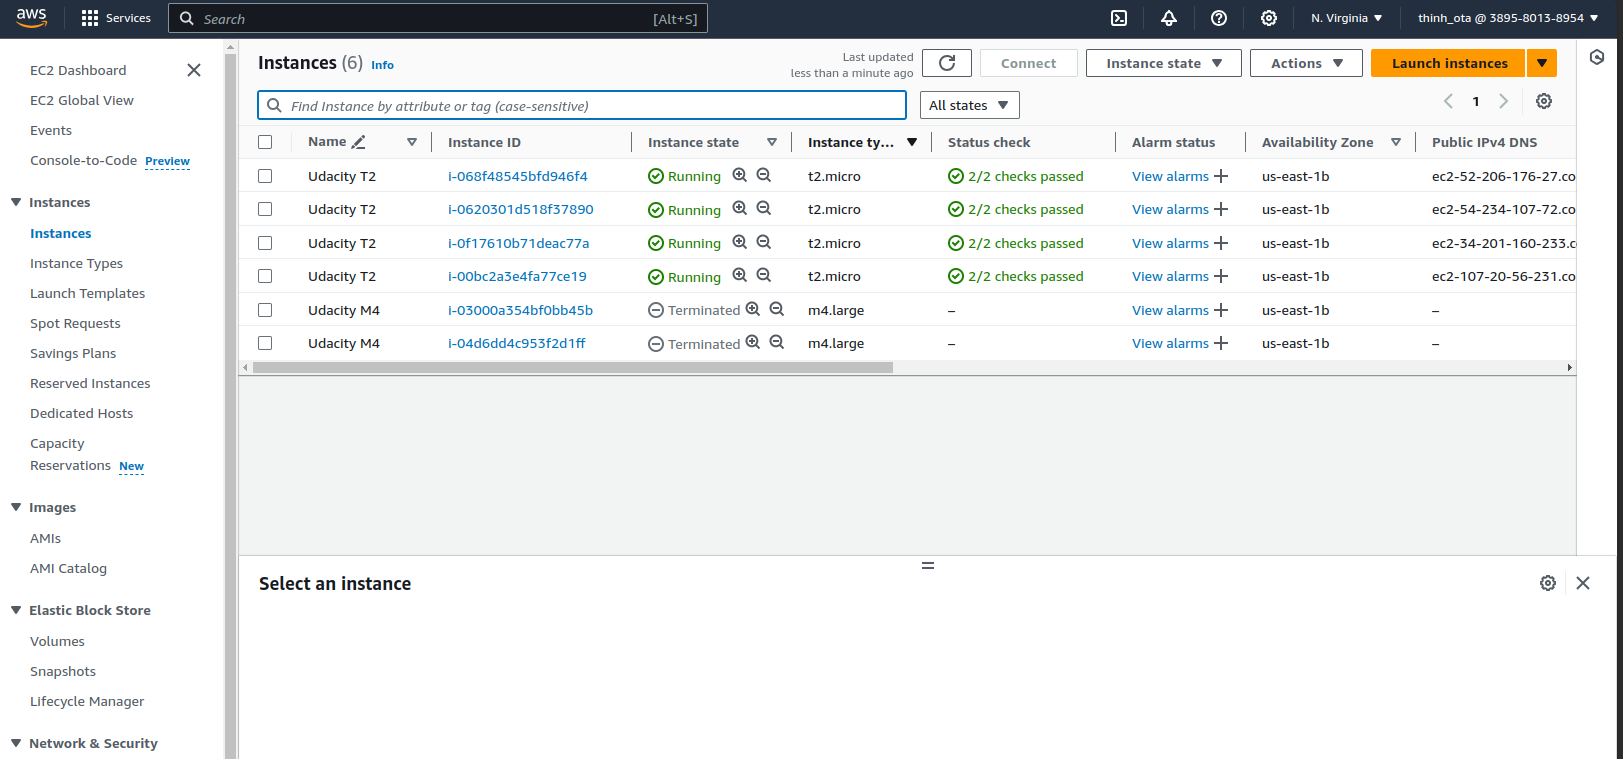 aws
Services
Search [Alt+S]
N. Virginia
thinh_ota @ 3895-8013-8954
EC2 Dashboard
EC2 Global View
Events
Console-to-Code Preview
Instances
Instances
Instance Types
Launch Templates
Spot Requests
Savings Plans
Reserved Instances
Dedicated Hosts
Capacity
Reservations New
Images
AMIs
AMI Catalog
Elastic Block Store
Volumes
Snapshots
Lifecycle Manager
Network & Security
Instances (6) Info
Last updated
less than a minute ago
Connect
Instance state
Actions
Launch instances
Find Instance by attribute or tag (case-sensitive)
All states
1
Name Instance ID Instance state Instance ty... Status check Alarm status Availability Zone Public IPv4 DNS
Udacity T2 i-068f48545bfd946f4 Running t2.micro 2/2 checks passed View alarms us-east-1b ec2-52-206-176-27.co
Udacity T2 i-0620301d518f37890 Running t2.micro 2/2 checks passed View alarms us-east-1b ec2-54-234-107-72.co
Udacity T2 i-0f17610b71deac77a Running t2.micro 2/2 checks passed View alarms us-east-1b ec2-34-201-160-233.c
Udacity T2 i-00bc2a3e4fa77ce19 Running t2.micro 2/2 checks passed View alarms us-east-1b ec2-107-20-56-231.co
Udacity M4 i-03000a354bf0bb45b Terminated m4.large – View alarms us-east-1b –
Udacity M4 i-04d6dd4c953f2d1ff Terminated m4.large – View alarms us-east-1b –
Select an instance